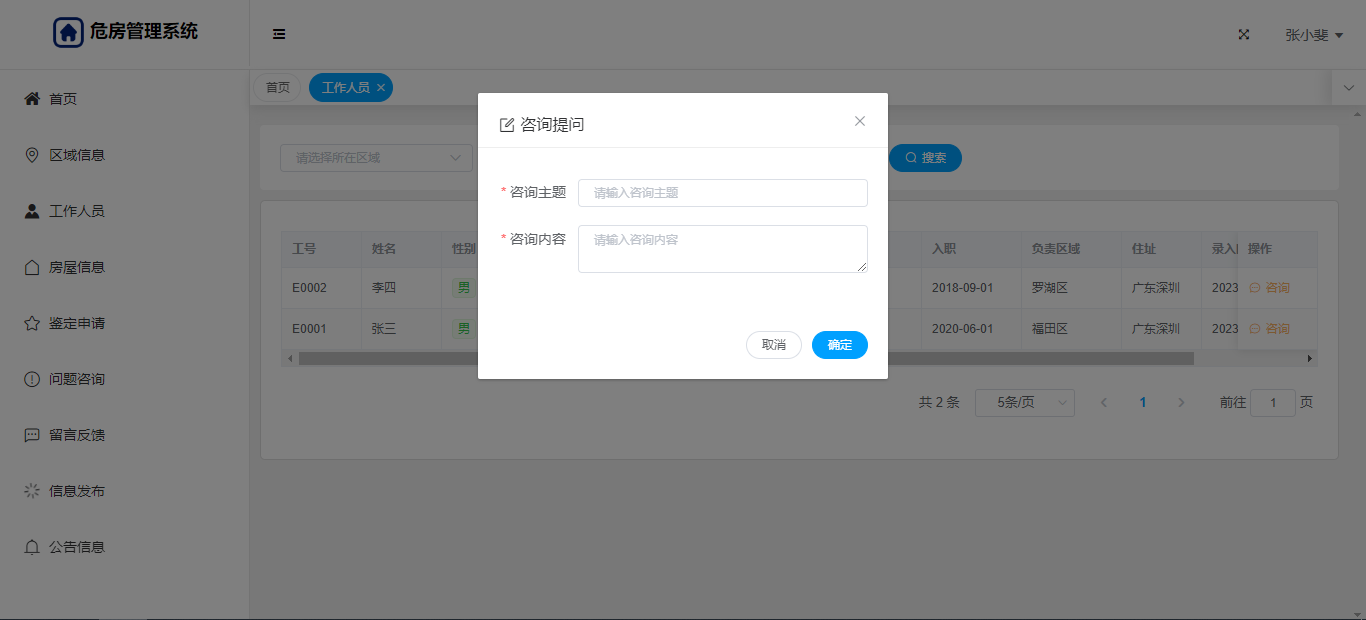 危房管理系统
张小斐
首页
区域信息
工作人员
房屋信息
鉴定申请
问题咨询
留言反馈
信息发布
公告信息
首页 工作人员
请选择所在区域
搜索
工号 姓名 性别 入职 负责区域 住址 录入 操作
E0002 李四 男 2018-09-01 罗湖区 广东深圳 2023 咨询
E0001 张三 男 2020-06-01 福田区 广东深圳 2023 咨询
共 2 条 5条/页 1 前往 1 页
咨询提问
* 咨询主题 请输入咨询主题
* 咨询内容 请输入咨询内容
取消 确定